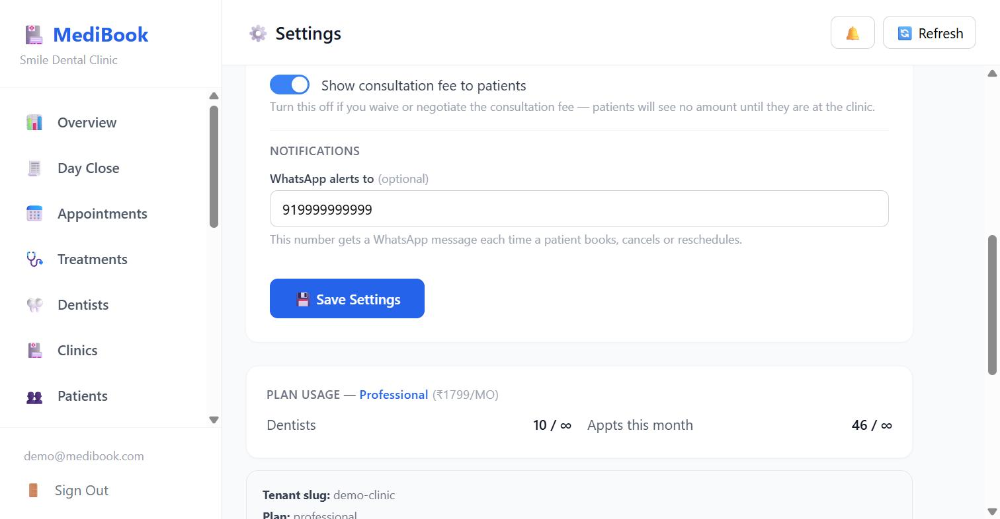 MediBook
Smile Dental Clinic
Overview
Day Close
Appointments
Treatments
Dentists
Clinics
Patients
demo@medibook.com
Sign Out
Settings
Refresh
Show consultation fee to patients
Turn this off if you waive or negotiate the consultation fee — patients will see no amount until they are at the clinic.
NOTIFICATIONS
WhatsApp alerts to (optional)
919999999999
This number gets a WhatsApp message each time a patient books, cancels or reschedules.
Save Settings
PLAN USAGE — Professional (₹1799/MO)
Dentists 10 / ∞ Appts this month 46 / ∞
Tenant slug: demo-clinic
Plan: professional